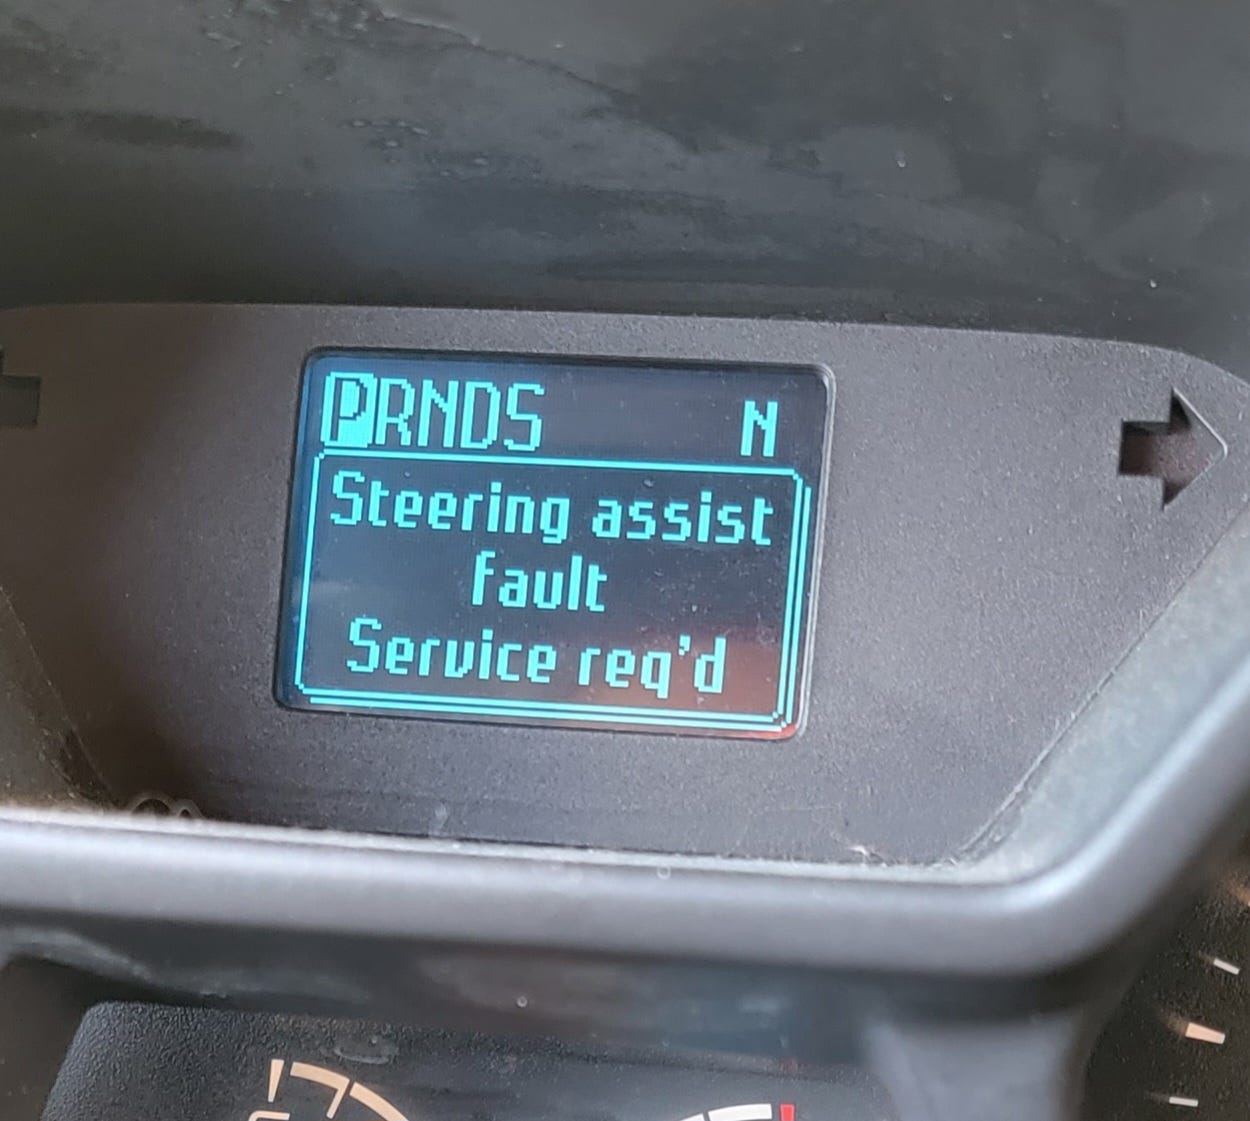 PRNDS N
Steering assist
fault
Service req'd